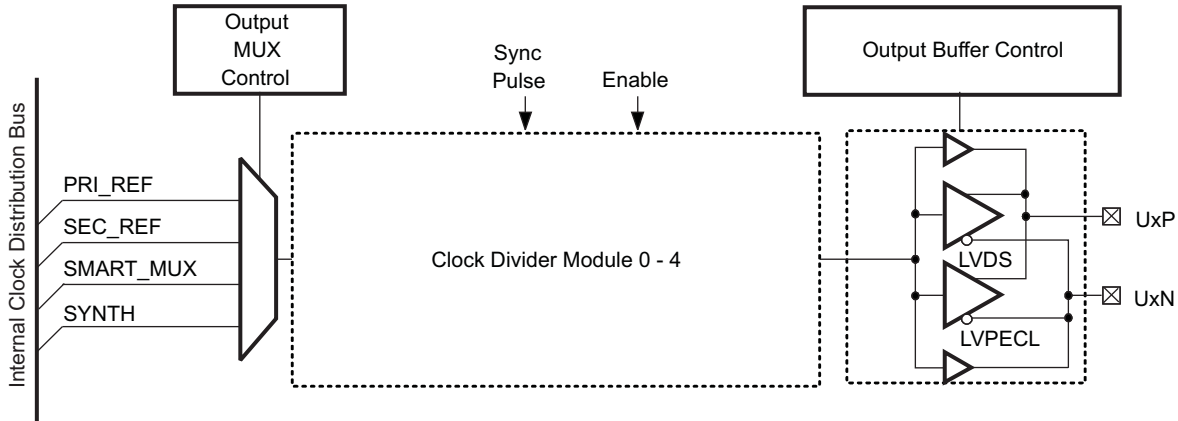 Output
MUX
Control
Sync
Pulse
Enable
Output Buffer Control
Internal Clock Distribution Bus
PRI_REF
SEC_REF
SMART_MUX
SYNTH
Clock Divider Module 0 - 4
LVDS
LVPECL
UxP
UxN